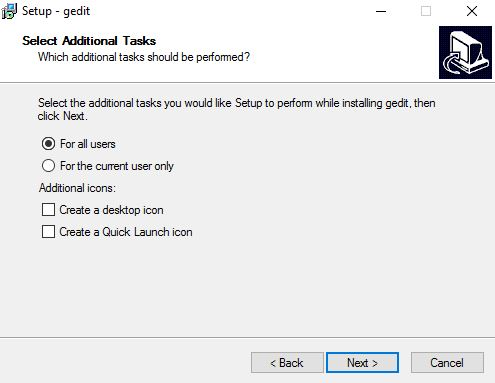 Setup - gedit
Select Additional Tasks
Which additional tasks should be performed?
Select the additional tasks you would like Setup to perform while installing gedit, then
click Next.
For all users
For the current user only
Additional icons:
Create a desktop icon
Create a Quick Launch icon
< Back
Next >
Cancel